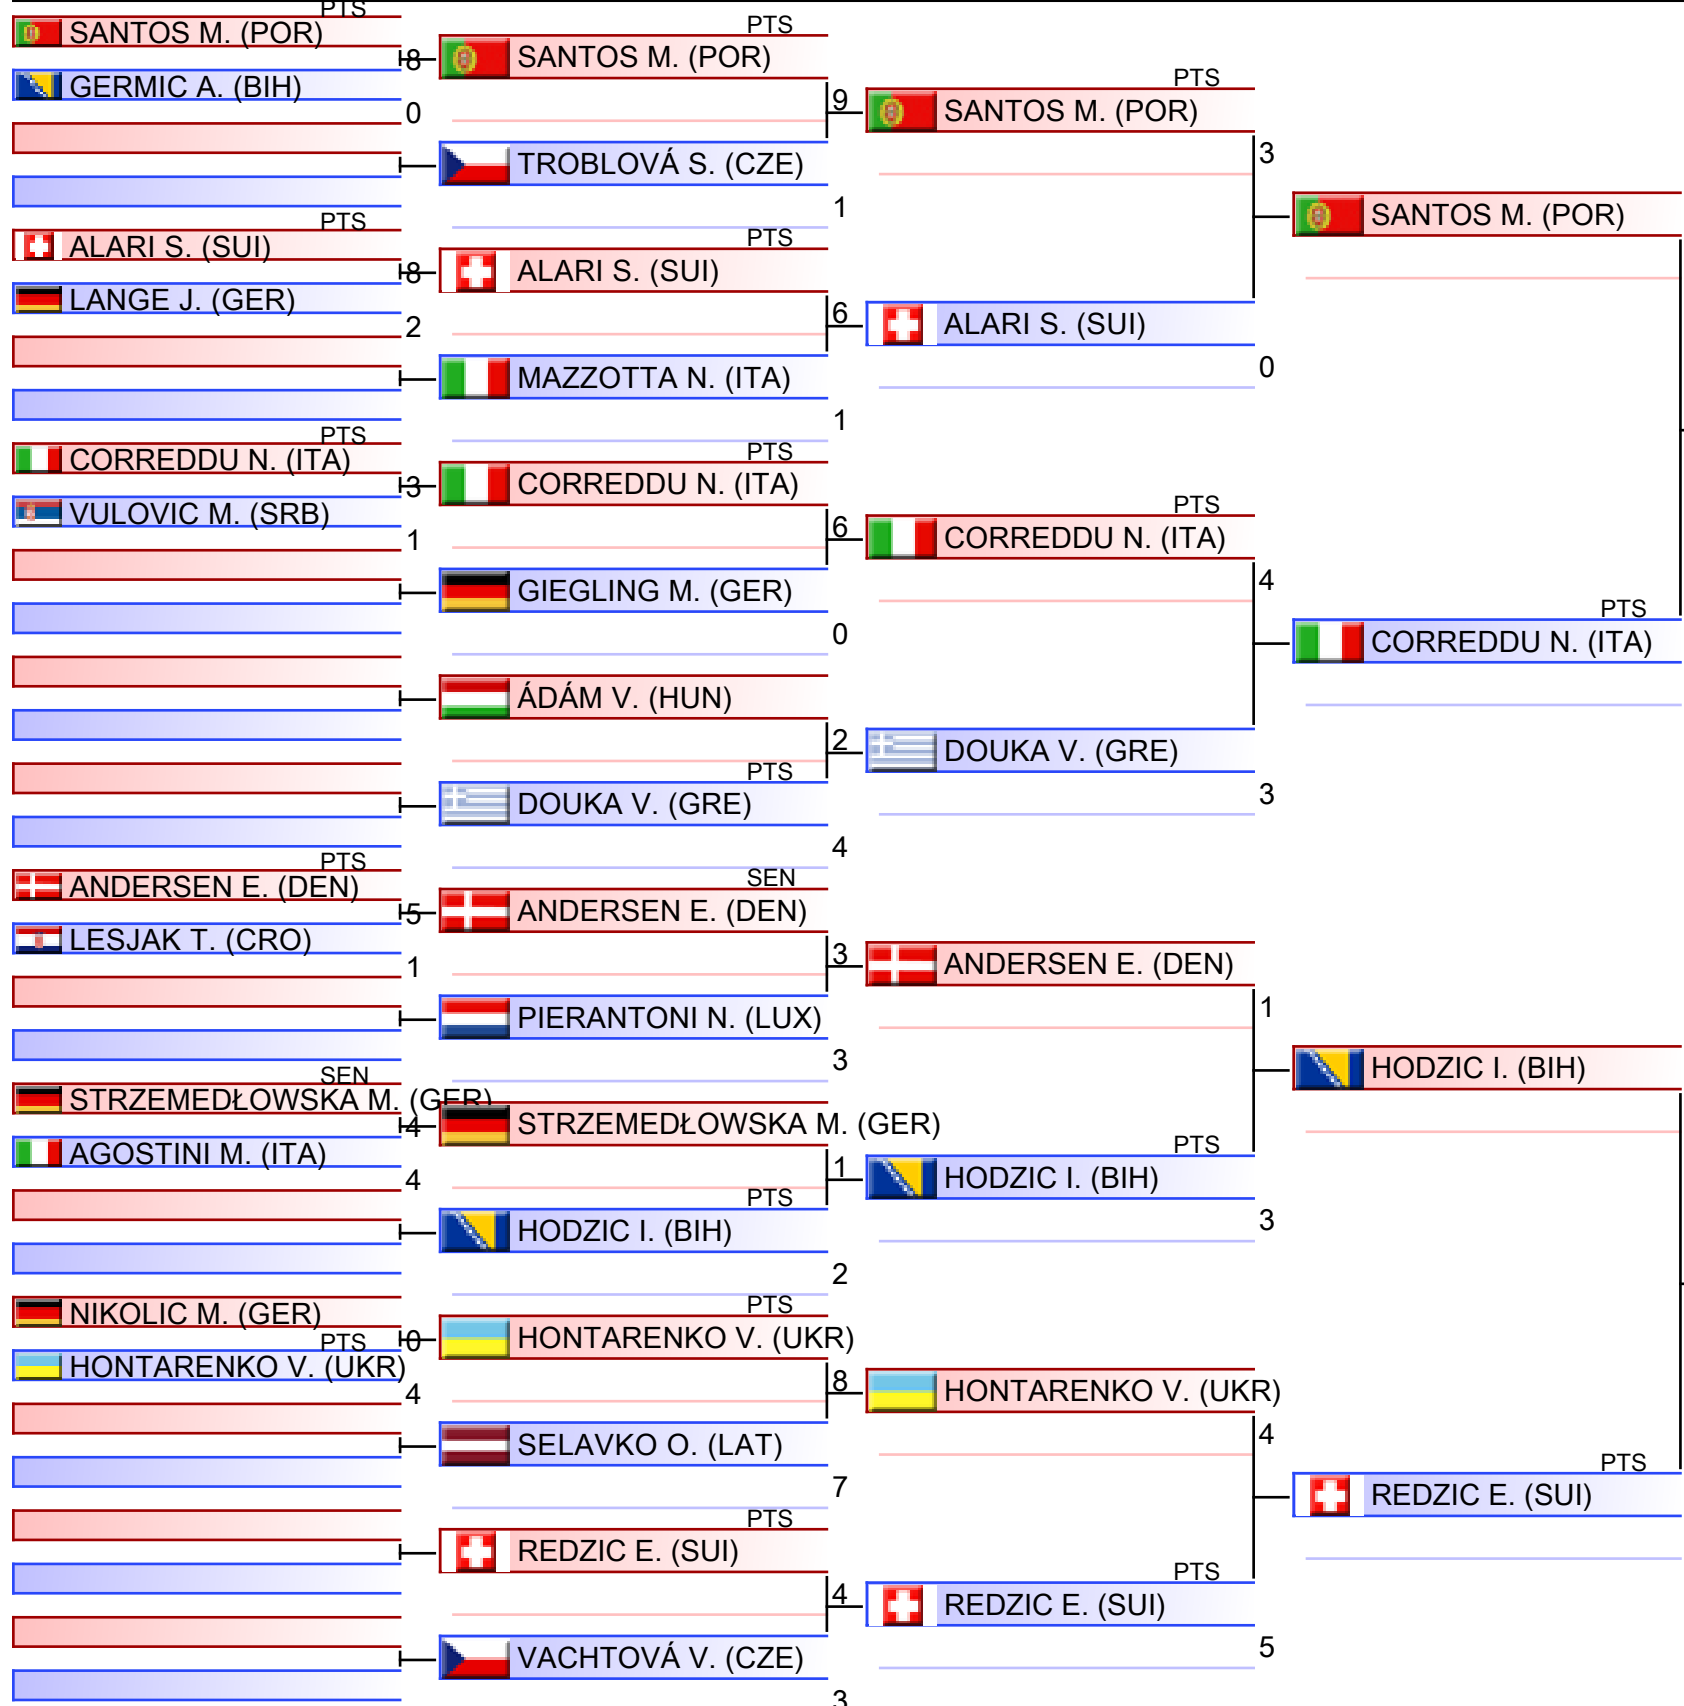 PTS
SANTOS M. (POR)
8
GERMIC A. (BIH)
0
PTS
ALARI S. (SUI)
8
LANGE J. (GER)
2
PTS
CORREDDU N. (ITA)
3
VULOVIC M. (SRB)
1
PTS
ANDERSEN E. (DEN)
5
LESJAK T. (CRO)
1
SEN
STRZEMEDŁOWSKA M. (GER)
4
AGOSTINI M. (ITA)
4
NIKOLIC M. (GER)
0
PTS
HONTARENKO V. (UKR)
4
PTS
SANTOS M. (POR)
9
TROBLOVÁ S. (CZE)
1
PTS
ALARI S. (SUI)
6
MAZZOTTA N. (ITA)
1
PTS
CORREDDU N. (ITA)
6
GIEGLING M. (GER)
0
ÁDÁM V. (HUN)
2
PTS
DOUKA V. (GRE)
4
SEN
ANDERSEN E. (DEN)
3
PIERANTONI N. (LUX)
3
STRZEMEDŁOWSKA M. (GER)
1
PTS
HODZIC I. (BIH)
2
PTS
HONTARENKO V. (UKR)
8
SELAVKO O. (LAT)
7
PTS
REDZIC E. (SUI)
4
VACHTOVÁ V. (CZE)
3
PTS
SANTOS M. (POR)
3
ALARI S. (SUI)
0
PTS
CORREDDU N. (ITA)
4
DOUKA V. (GRE)
3
ANDERSEN E. (DEN)
1
PTS
HODZIC I. (BIH)
3
HONTARENKO V. (UKR)
4
PTS
REDZIC E. (SUI)
5
SANTOS M. (POR)
PTS
CORREDDU N. (ITA)
HODZIC I. (BIH)
PTS
REDZIC E. (SUI)